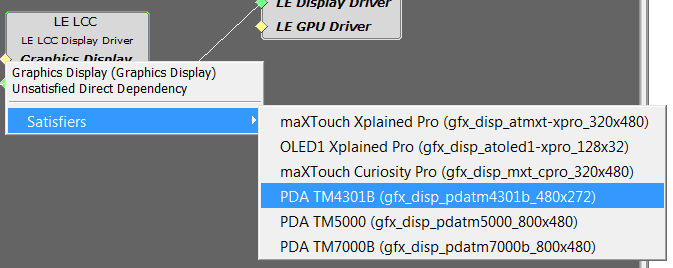 LE Display Driver
LE GPU Driver
LE LCC
LE LCC Display Driver
Graphics Display
Graphics Display (Graphics Display)
Unsatisfied Direct Dependency
Satisfiers
maXTouch Xplained Pro (gfx_disp_atmxt-xpro_320x480)
OLED1 Xplained Pro (gfx_disp_atoled1-xpro_128x32)
maXTouch Curiosity Pro (gfx_disp_mxt_cpro_320x480)
PDA TM4301B (gfx_disp_pdatm4301b_480x272)
PDA TM5000 (gfx_disp_pdatm5000_800x480)
PDA TM7000B (gfx_disp_pdatm7000b_800x480)